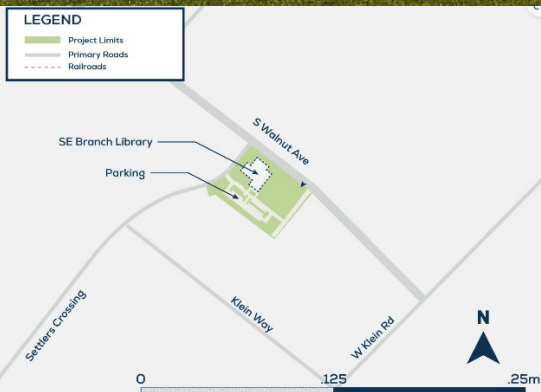 LEGEND
Project Limits
Primary Roads
Railroads
S Walnut Ave
SE Branch Library
Parking
Settlers Crossing
Klein Way
W Klein Rd
N
0 .125 .25m